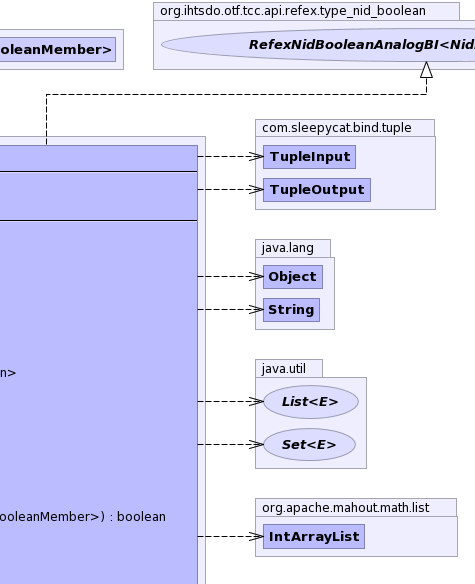 org.ihtsdo.otf.tcc.api.refex.type_nid_boolean
RefexNidBooleanAnalogBI<Nid
ooleanMember>
com.sleepycat.bind.tuple
TupleInput
TupleOutput
java.lang
Object
String
java.util
n>
List<E>
Set<E>
org.apache.mahout.math.list
ooleanMember>) : boolean
IntArrayList